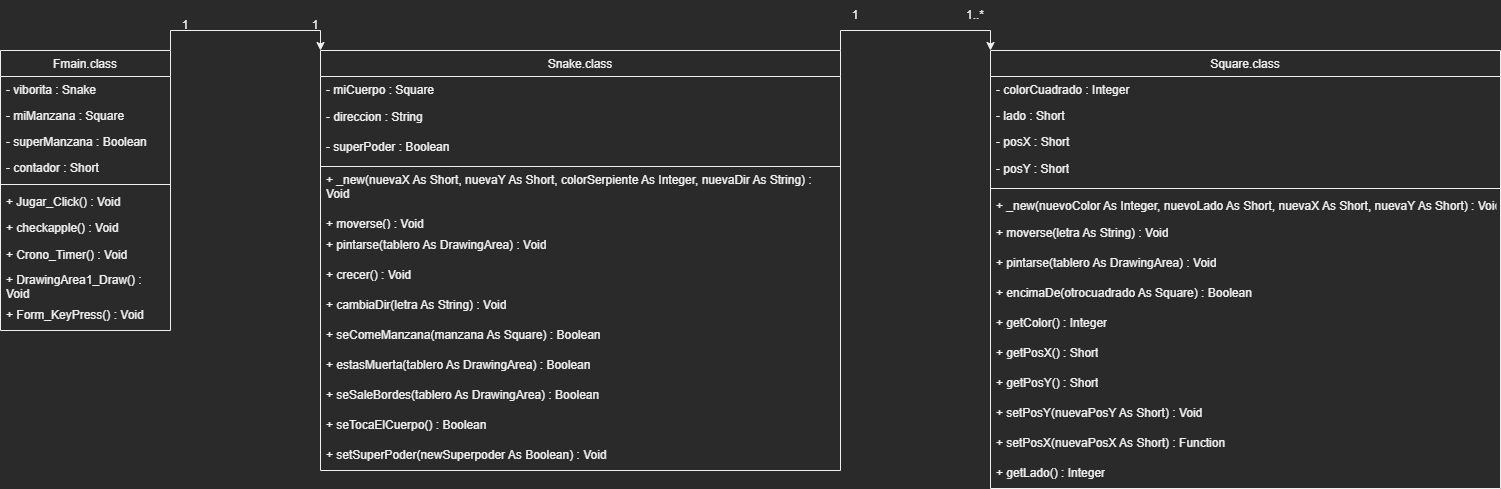 1
1
1
1..*
Fmain.class
- viborita : Snake
- miManzana : Square
- superManzana : Boolean
- contador : Short
+ Jugar_Click() : Void
+ checkapple() : Void
+ Crono_Timer() : Void
+ DrawingArea1_Draw() :
Void
+ Form_KeyPress() : Void
Snake.class
- miCuerpo : Square
- direccion : String
- superPoder : Boolean
+ _new(nuevaX As Short, nuevaY As Short, colorSerpiente As Integer, nuevaDir As String) :
Void
+ moverse() : Void
+ pintarse(tablero As DrawingArea) : Void
+ crecer() : Void
+ cambiaDir(letra As String) : Void
+ seComeManzana(manzana As Square) : Boolean
+ estasMuerta(tablero As DrawingArea) : Boolean
+ seSaleBordes(tablero As DrawingArea) : Boolean
+ seTocaElCuerpo() : Boolean
+ setSuperPoder(newSuperpoder As Boolean) : Void
Square.class
- colorCuadrado : Integer
- lado : Short
- posX : Short
- posY : Short
+ _new(nuevoColor As Integer, nuevoLado As Short, nuevaX As Short, nuevaY As Short) : Voi
+ moverse(letra As String) : Void
+ pintarse(tablero As DrawingArea) : Void
+ encimaDe(otrocuadrado As Square) : Boolean
+ getColor() : Integer
+ getPosX() : Short
+ getPosY() : Short
+ setPosY(nuevaPosY As Short) : Void
+ setPosX(nuevaPosX As Short) : Function
+ getLado() : Integer